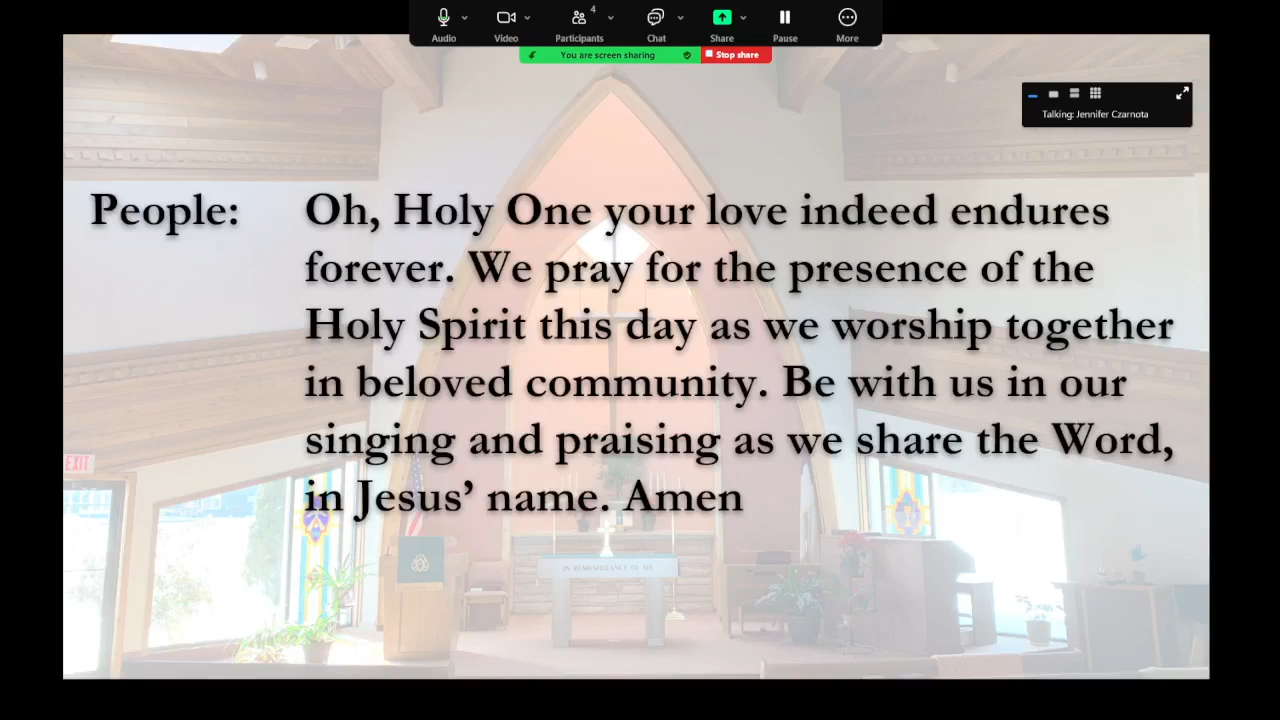 4
Audio Video Participants Chat Share Pause More
You are screen sharing Stop share
Talking: Jennifer Czarnota
People: Oh, Holy One your love indeed endures
forever. We pray for the presence of the
Holy Spirit this day as we worship together
in beloved community. Be with us in our
singing and praising as we share the Word,
in Jesus’ name. Amen
EXIT
IN REMEMBRANCE OF ME